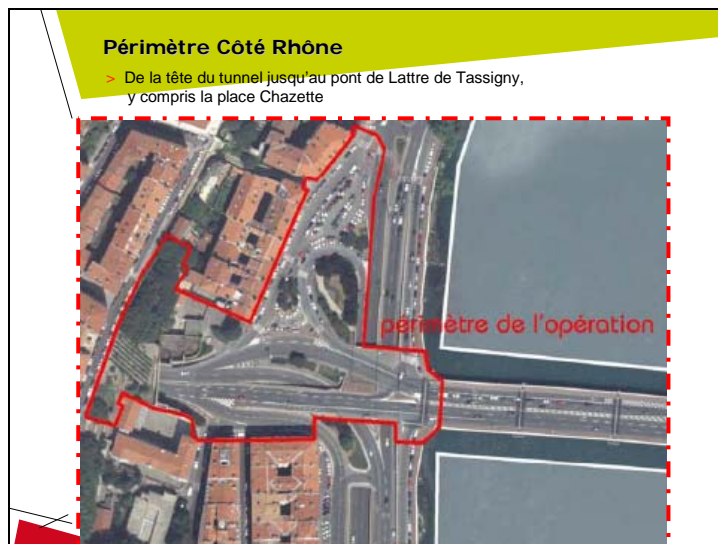 Périmètre Côté Rhône
> De la tête du tunnel jusqu'au pont de Lattre de Tassigny,
y compris la place Chazette
périmètre de l'opération